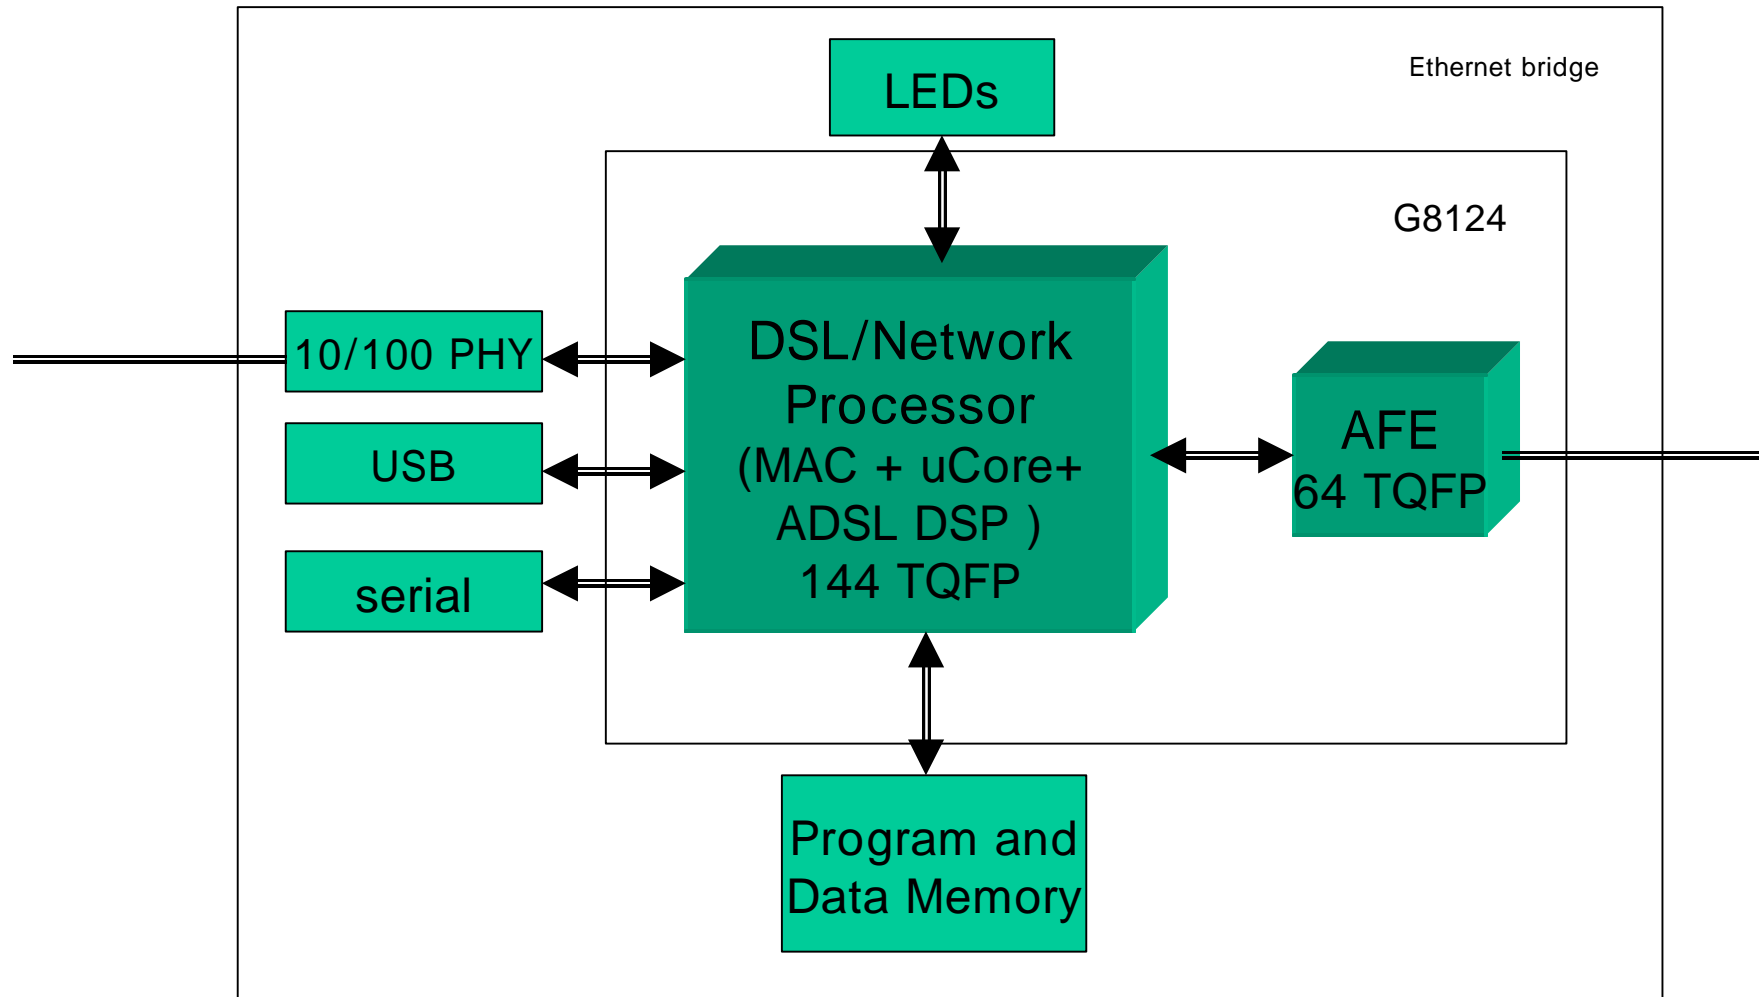 Ethernet bridge
LEDs
G8124
10/100 PHY
USB
serial
DSL/Network
Processor
(MAC + uCore+
ADSL DSP )
144 TQFP
AFE
64 TQFP
Program and
Data Memory